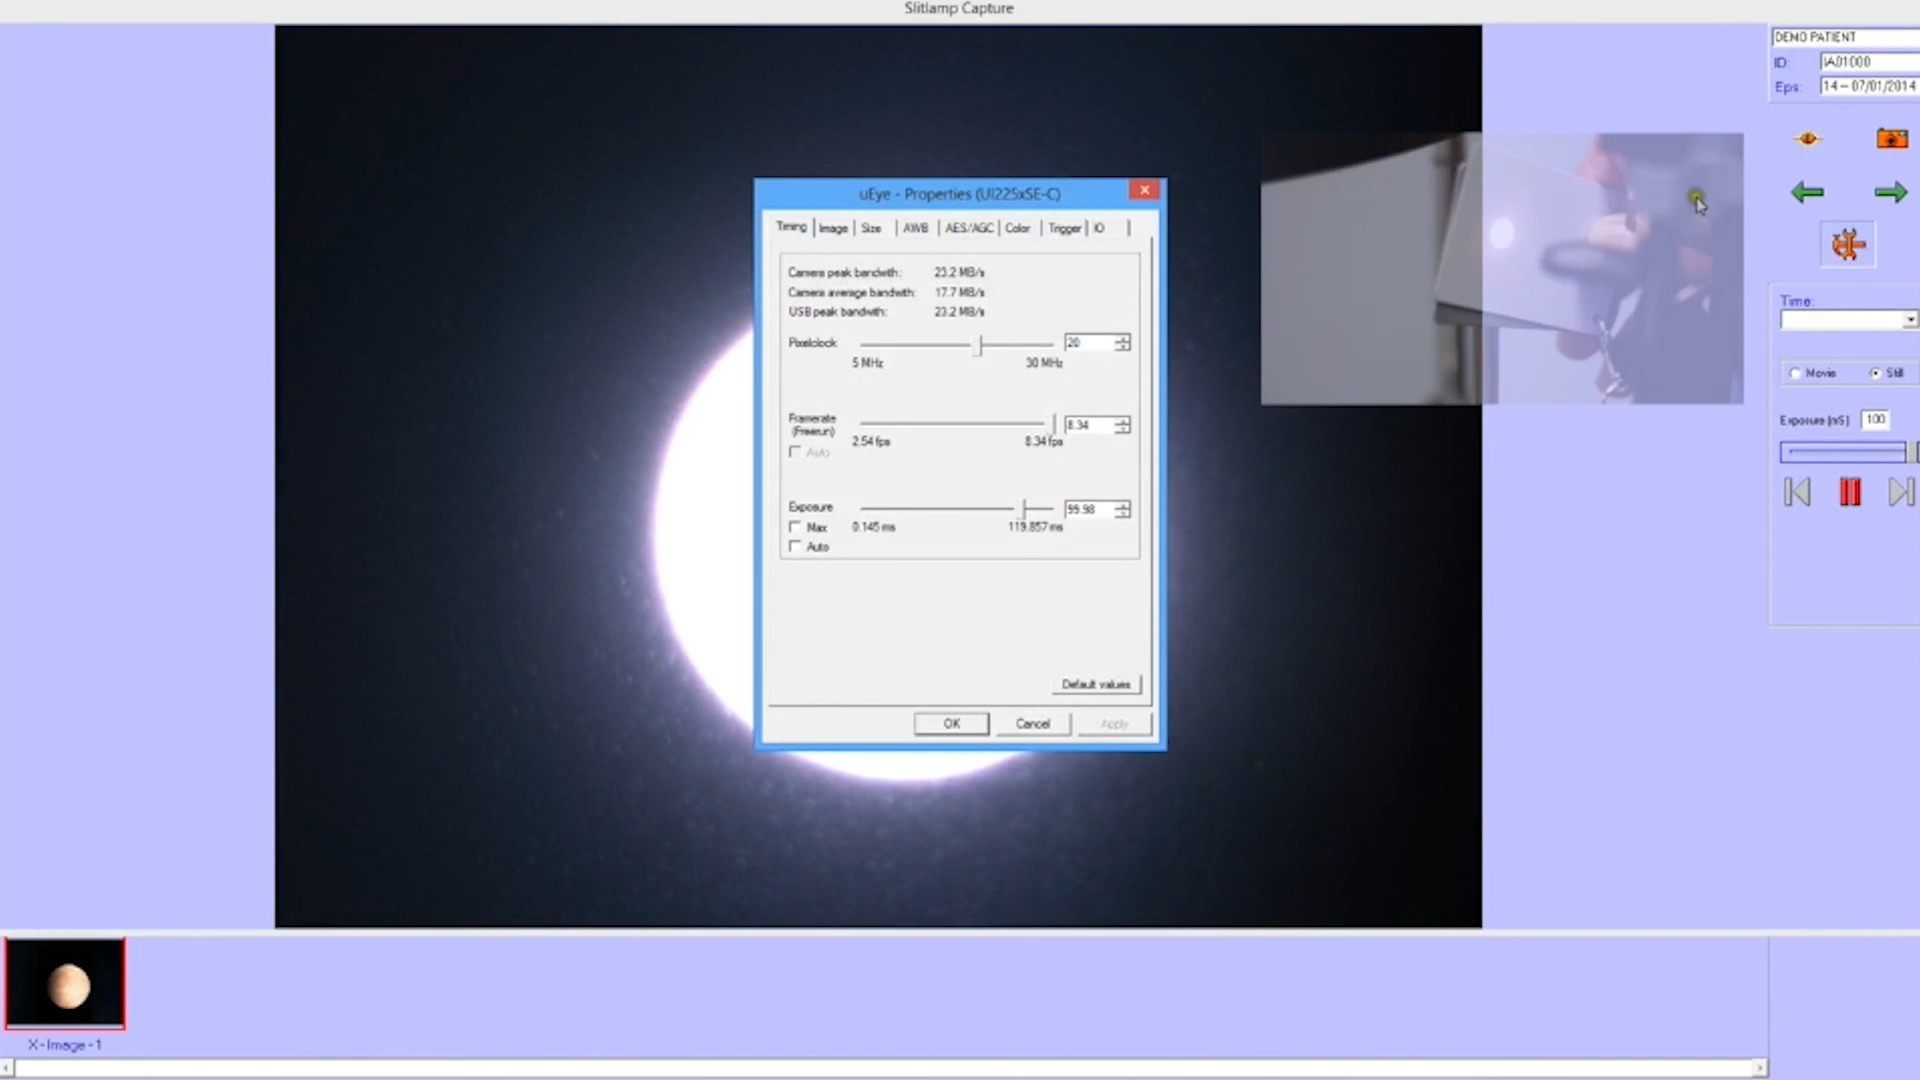 Slitlamp Capture
DEMO PATIENT
ID: IA01000
Eps: 14 – 07/01/2014
uEye - Properties (UI225xSE-C)
Timing Image Size AWB AES/AGC Color Trigger IO
Camera peak bandwith: 23.2 MB/s
Camera average bandwith: 17.7 MB/s
USB peak bandwith: 23.2 MB/s
Pixelclock 20
5 MHz 30 MHz
Framerate (Freerun) 8.34
2.54 fps 8.34 fps
Auto
Exposure 99.98
Max 0.145 ms 119.857 ms
Auto
Default values
OK Cancel Apply
Time:
Movie Still
Exposure (nS) 100
X - Image - 1